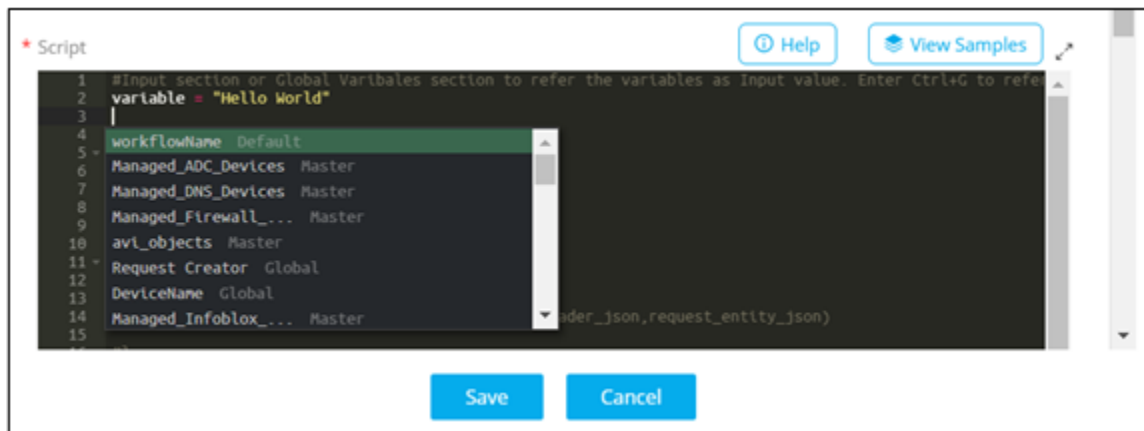 * Script
Help
View Samples
1 #Input section or Global Varibales section to refer the variables as Input value. Enter Ctrl+G to refe
2 variable = "Hello World"
3
4 workflowName Default
5 Managed_ADC_Devices Master
6
7 Managed_DNS_Devices Master
8 Managed_Firewall_... Master
9
10 avi_objects Master
11 Request Creator Global
12
13 DeviceName Global
14 Managed_Infoblox_... Master ader_json,request_entity_json)
15
Save
Cancel